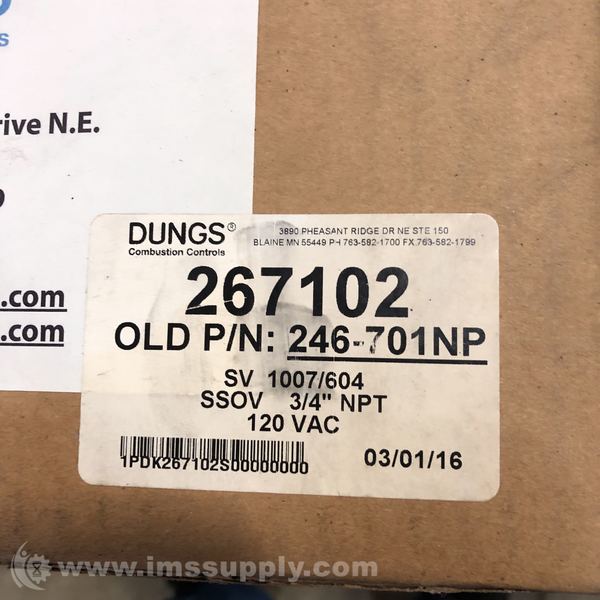 s
rive N.E.
9
.com
.com
DUNGS®
Combustion Controls
3890 PHEASANT RIDGE DR NE STE 150
BLAINE MN 55449 PH 763-582-1700 FX 763-582-1799
267102
OLD P/N: 246-701NP
SV 1007/604
SSOV 3/4" NPT
120 VAC
1PDK267102S00000000
03/01/16
www.imssupply.com